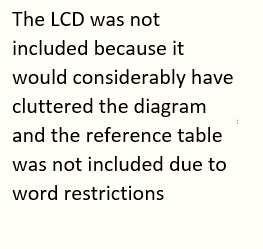 The LCD was not
included because it
would considerably have
cluttered the diagram
and the reference table
was not included due to
word restrictions